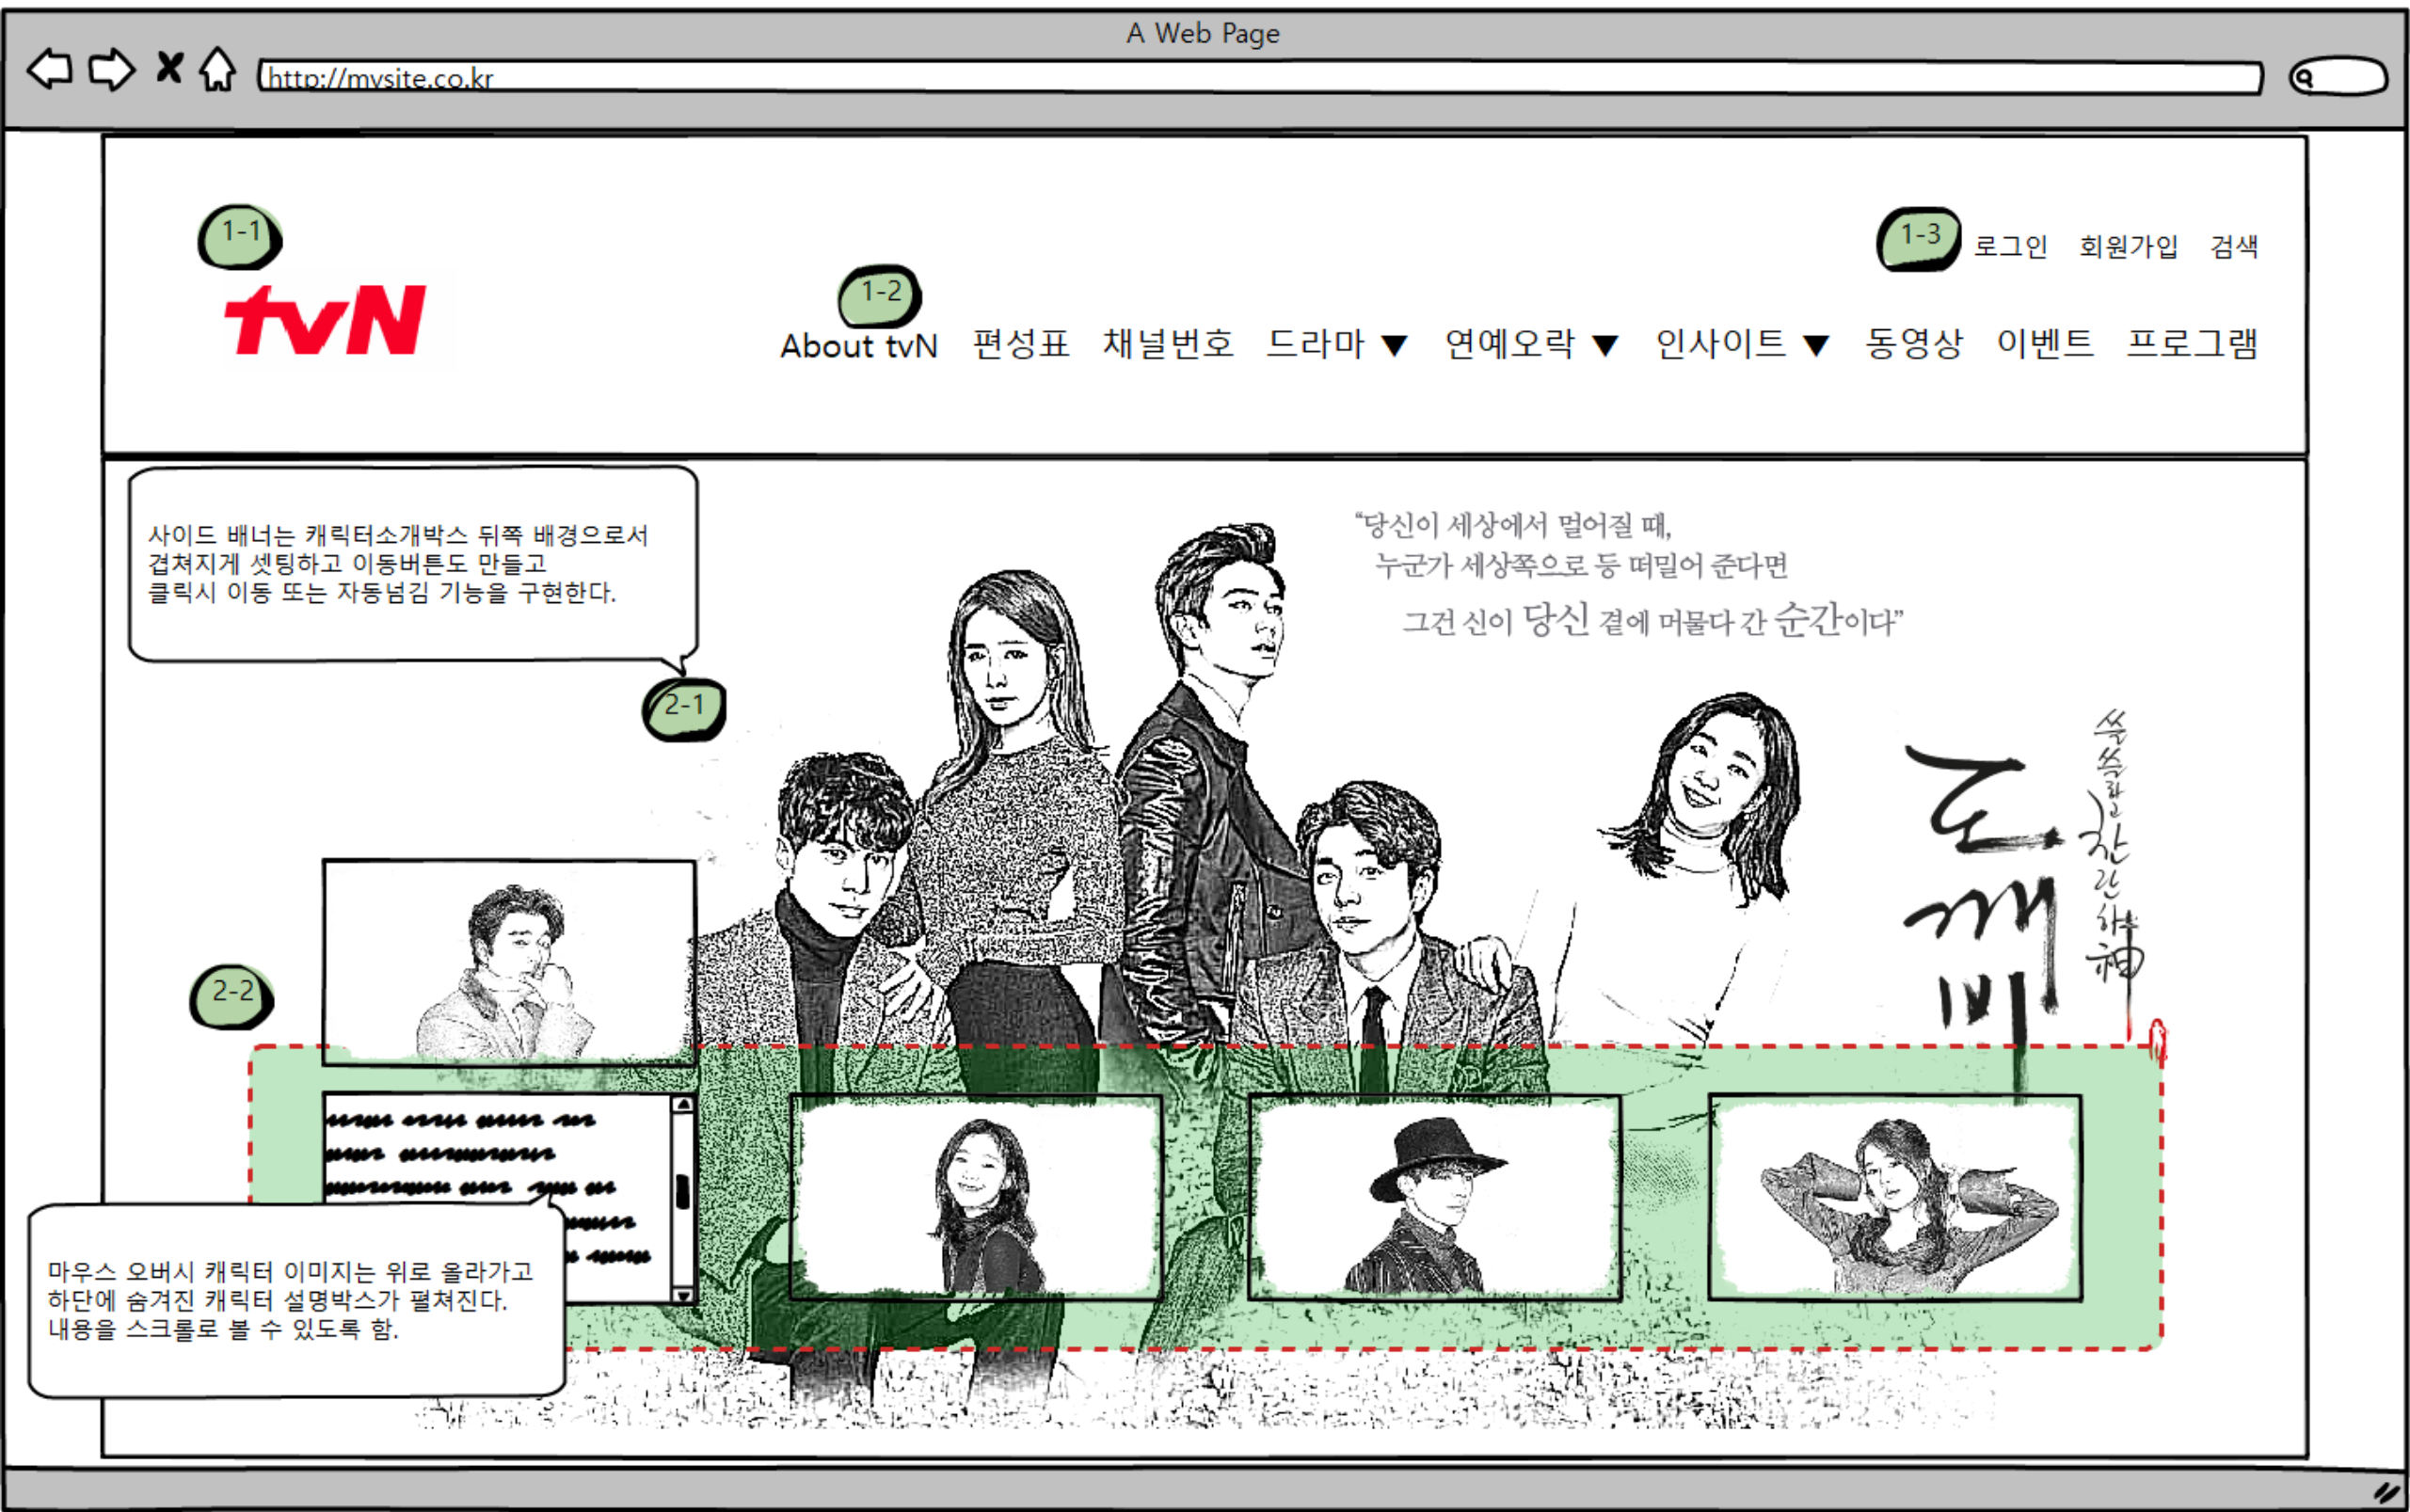 A Web Page
http://mysite.co.kr
1-1
1-3
로그인 회원가입 검색
tvN
1-2
About tvN 편성표 채널번호 드라마 ▼ 연예오락 ▼ 인사이트 ▼ 동영상 이벤트 프로그램
사이드 배너는 캐릭터소개박스 뒤쪽 배경으로서
겹쳐지게 셋팅하고 이동버튼도 만들고
클릭시 이동 또는 자동넘김 기능을 구현한다.
2-1
“당신이 세상에서 멀어질 때,
누군가 세상쪽으로 등 떠밀어 준다면
그건 신이 당신 곁에 머물다 간 순간이다”
쓸쓸하고 찬란하神
도깨비
2-2
마우스 오버시 캐릭터 이미지는 위로 올라가고
하단에 숨겨진 캐릭터 설명박스가 펼쳐진다.
내용을 스크롤로 볼 수 있도록 함.